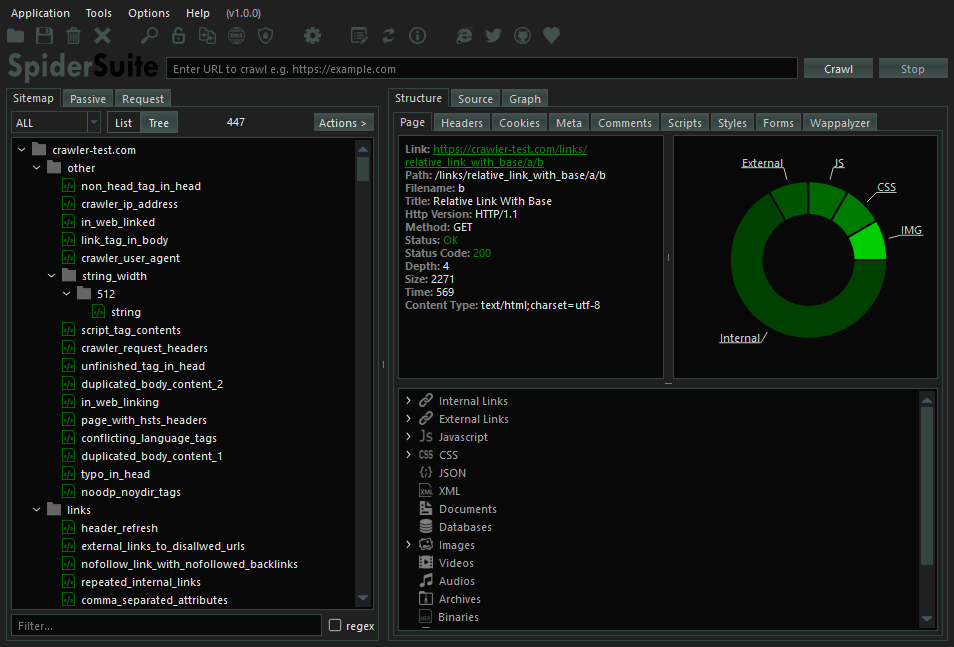 Application Tools Options Help (v1.0.0)
DNS
SpiderSuite Enter URL to crawl e.g. https://example.com Crawl Stop
Sitemap Passive Request
ALL List Tree 447 Actions >
crawler-test.com
other
non_head_tag_in_head
crawler_ip_address
in_web_linked
link_tag_in_body
crawler_user_agent
string_width
512
string
script_tag_contents
crawler_request_headers
unfinished_tag_in_head
duplicated_body_content_2
in_web_linking
page_with_hsts_headers
conflicting_language_tags
duplicated_body_content_1
typo_in_head
noodp_noydir_tags
links
header_refresh
external_links_to_disallwed_urls
nofollow_link_with_nofollowed_backlinks
repeated_internal_links
comma_separated_attributes
Filter... regex
Structure Source Graph
Page Headers Cookies Meta Comments Scripts Styles Forms Wappalyzer
Link: https://crawler-test.com/links/
relative_link_with_base/a/b
Path: /links/relative_link_with_base/a/b
Filename: b
Title: Relative Link With Base
Http Version: HTTP/1.1
Method: GET
Status: OK
Status Code: 200
Depth: 4
Size: 2271
Time: 569
Content Type: text/html;charset=utf-8
External JS
CSS
IMG
Internal
Internal Links
External Links
JS Javascript
CSS CSS
JSON
XML XML
Documents
Databases
Images
Videos
Audios
Archives
HEX Binaries